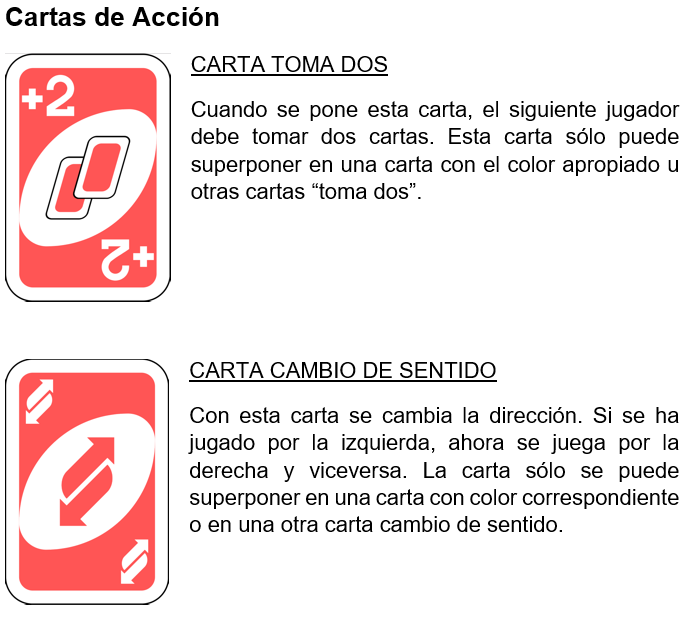 Cartas de Acción
+2
CARTA TOMA DOS
Cuando se pone esta carta, el siguiente jugador
debe tomar dos cartas. Esta carta sólo puede
superponer en una carta con el color apropiado u
otras cartas “toma dos”.
+2
CARTA CAMBIO DE SENTIDO
Con esta carta se cambia la dirección. Si se ha
jugado por la izquierda, ahora se juega por la
derecha y viceversa. La carta sólo se puede
superponer en una carta con color correspondiente
o en una otra carta cambio de sentido.